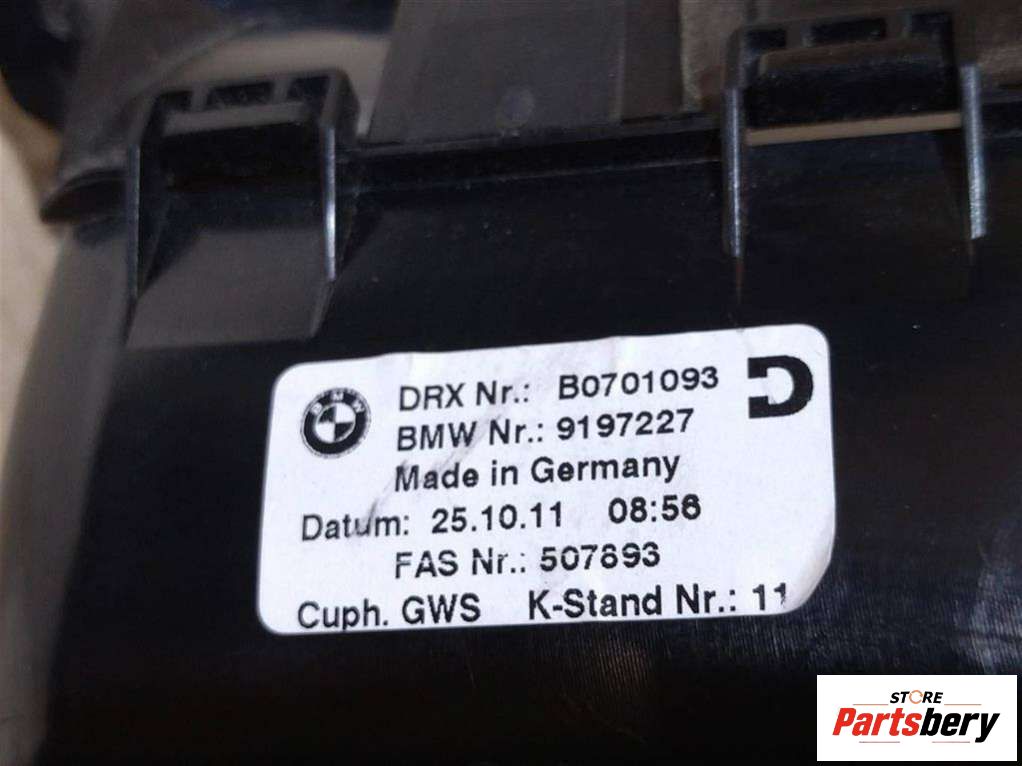 BMW
DRX Nr.: B0701093
BMW Nr.: 9197227
Made in Germany
Datum: 25.10.11 08:56
FAS Nr.: 507893
Cuph. GWS K-Stand Nr.: 11
STORE
Partsbery